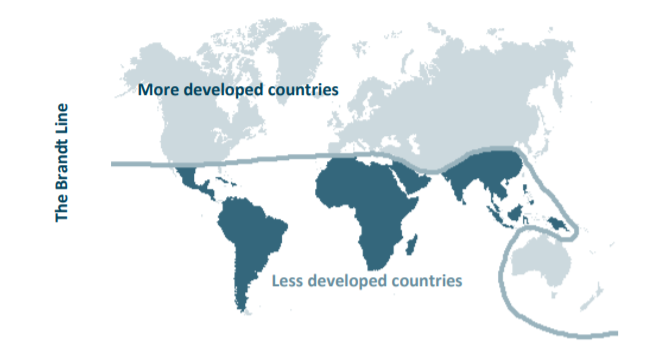 More developed countries
The Brandt Line
Less developed countries